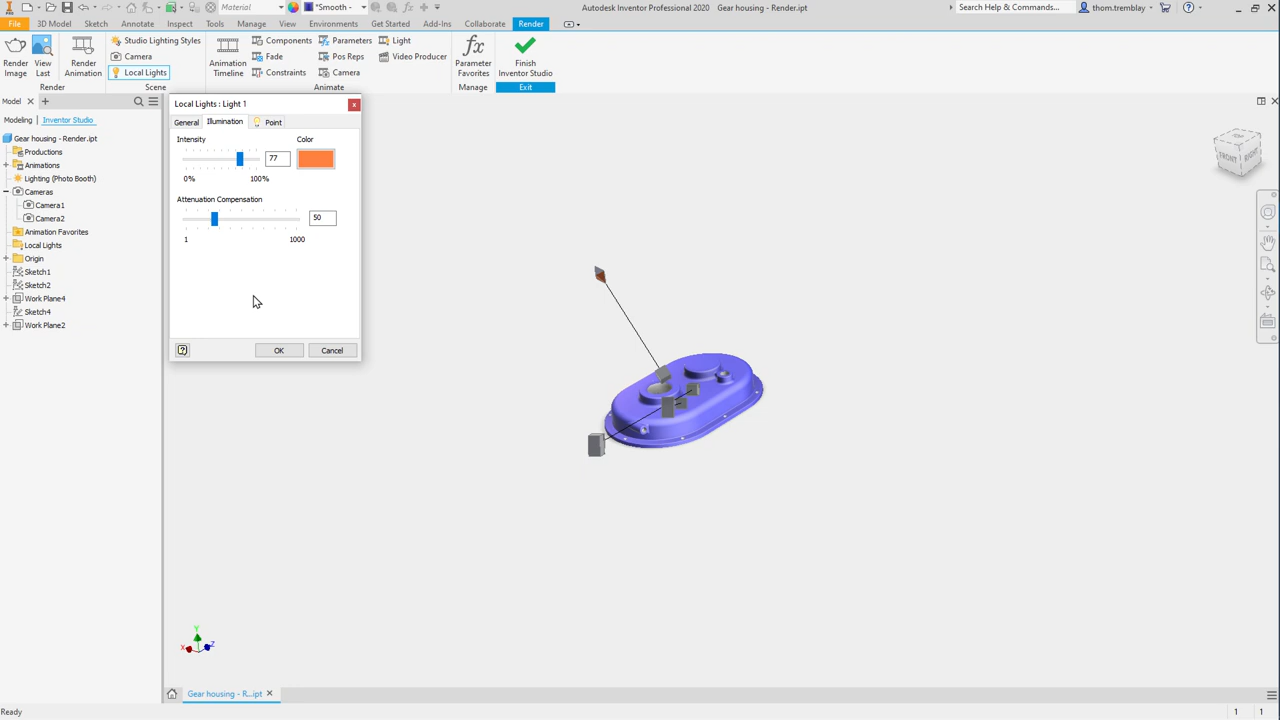 *Smooth
Material
Autodesk Inventor Professional 2020 Gear housing - Render.ipt
Search Help & Commands...
thom.tremblay
File 3D Model Sketch Annotate Inspect Tools Manage View Environments Get Started Add-Ins Collaborate Render
Render Image
View Last
Render Animation
Studio Lighting Styles
Camera
Local Lights
Animation Timeline
Components
Fade
Constraints
Parameters
Pos Reps
Camera
Light
Video Producer
Parameter Favorites
Finish Inventor Studio
Render Scene Animate Manage Exit
Model
Modeling Inventor Studio
Gear housing - Render.ipt
Productions
Animations
Lighting (Photo Booth)
Cameras
Camera1
Camera2
Animation Favorites
Local Lights
Origin
Sketch1
Sketch2
Work Plane4
Sketch4
Work Plane2
Local Lights : Light 1
General Illumination Point
Intensity Color
77
0% 100%
Attenuation Compensation
50
1 1000
OK Cancel
FRONT RIGHT
Y
X Z
Gear housing - R...ipt
Ready 1 1